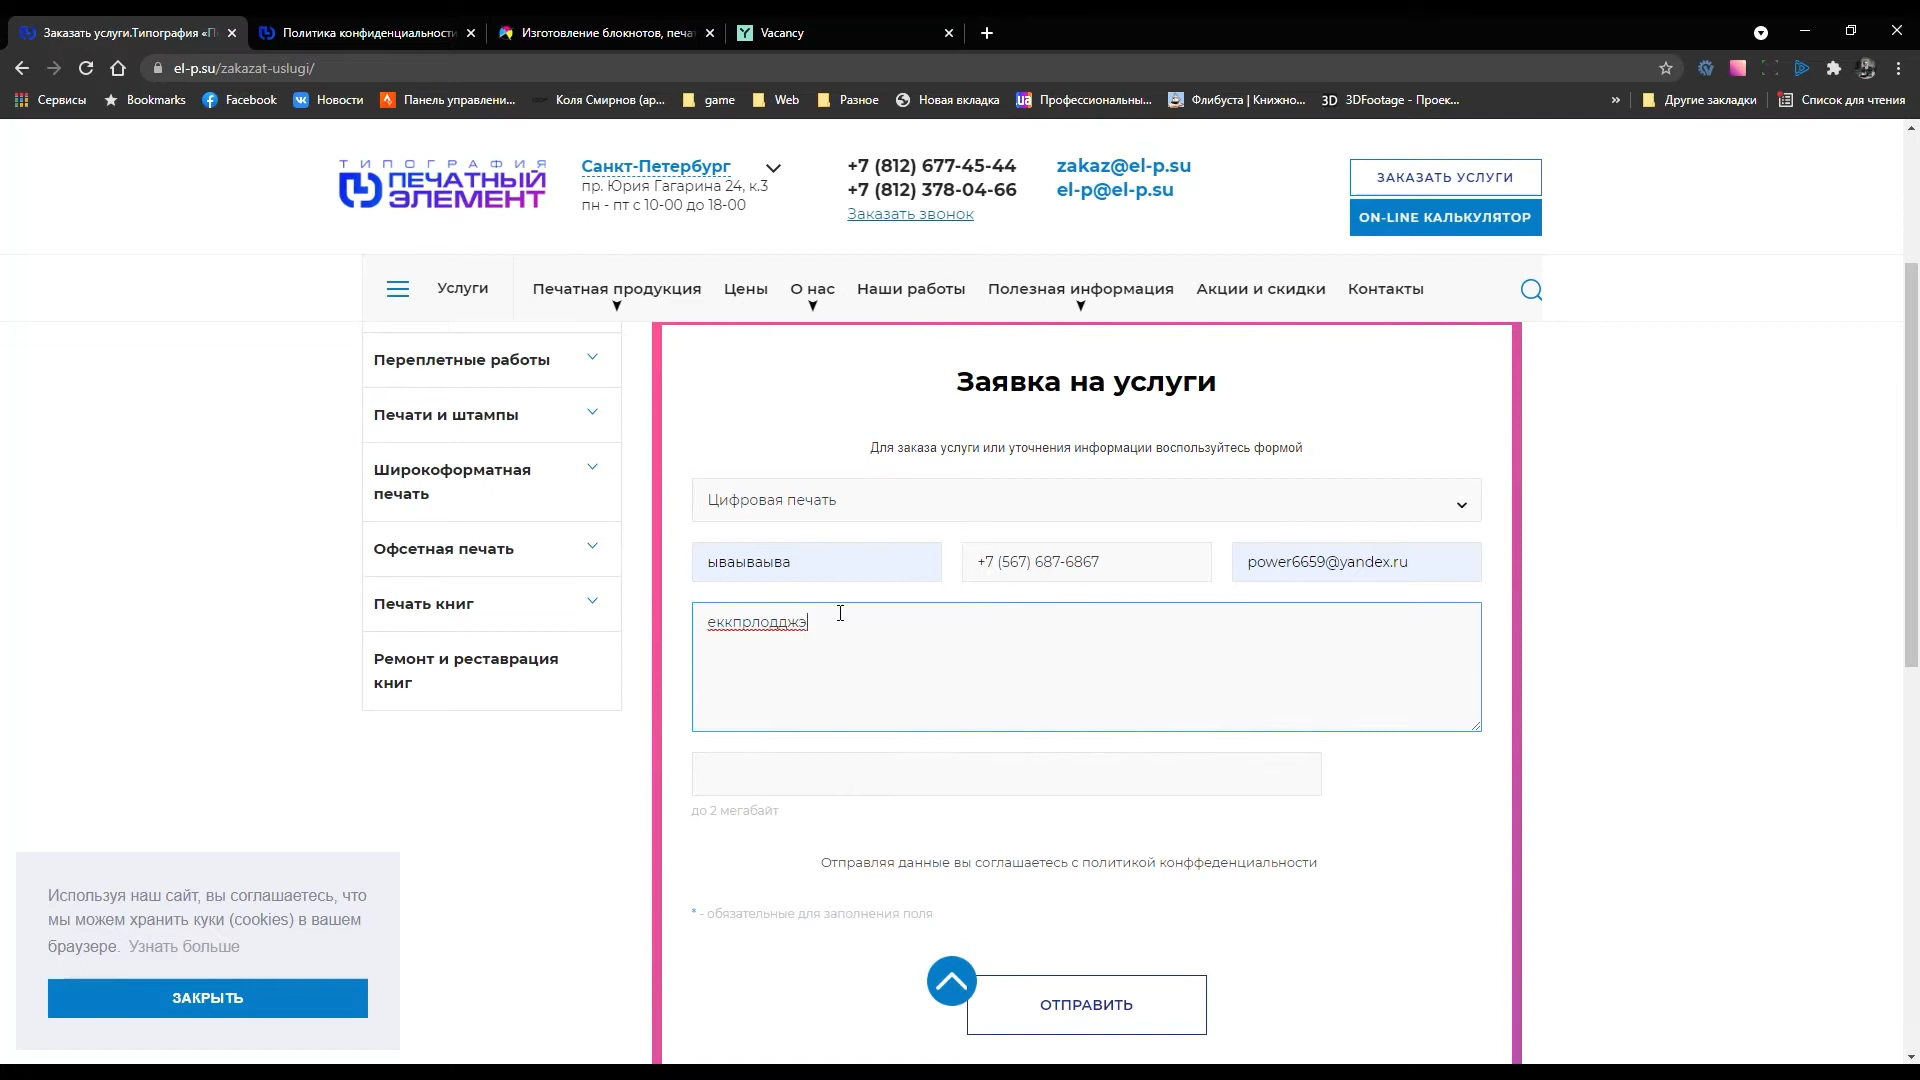 Заказать услуги.Типография «П
Политика конфиденциальности
Изготовление блокнотов, печа
Vacancy
el-p.su/zakazat-uslugi/
Сервисы
Bookmarks
Facebook
Новости
Панель управлени...
Коля Смирнов (ар...
game
Web
Разное
Новая вкладка
Профессиональны...
Флибуста | Книжно...
3DFootage - Проек...
»
Другие закладки
Список для чтения
ТИПОГРАФИЯ
ПЕЧАТНЫЙ
ЭЛЕМЕНТ
Санкт-Петербург
пр. Юрия Гагарина 24, к.3
пн - пт с 10-00 до 18-00
+7 (812) 677-45-44
+7 (812) 378-04-66
Заказать звонок
zakaz@el-p.su
el-p@el-p.su
ЗАКАЗАТЬ УСЛУГИ
ON-LINE КАЛЬКУЛЯТОР
Услуги
Печатная продукция
Цены
О нас
Наши работы
Полезная информация
Акции и скидки
Контакты
Переплетные работы
Печати и штампы
Широкоформатная
печать
Офсетная печать
Печать книг
Ремонт и реставрация
книг
Заявка на услуги
Для заказа услуги или уточнения информации воспользуйтесь формой
Цифровая печать
ываываыва
+7 (567) 687-6867
power6659@yandex.ru
еккпрлодджэ
до 2 мегабайт
Отправляя данные вы соглашаетесь с политикой конффеденциальности
* - обязательные для заполнения поля
ОТПРАВИТЬ
Используя наш сайт, вы соглашаетесь, что
мы можем хранить куки (cookies) в вашем
браузере. Узнать больше
ЗАКРЫТЬ